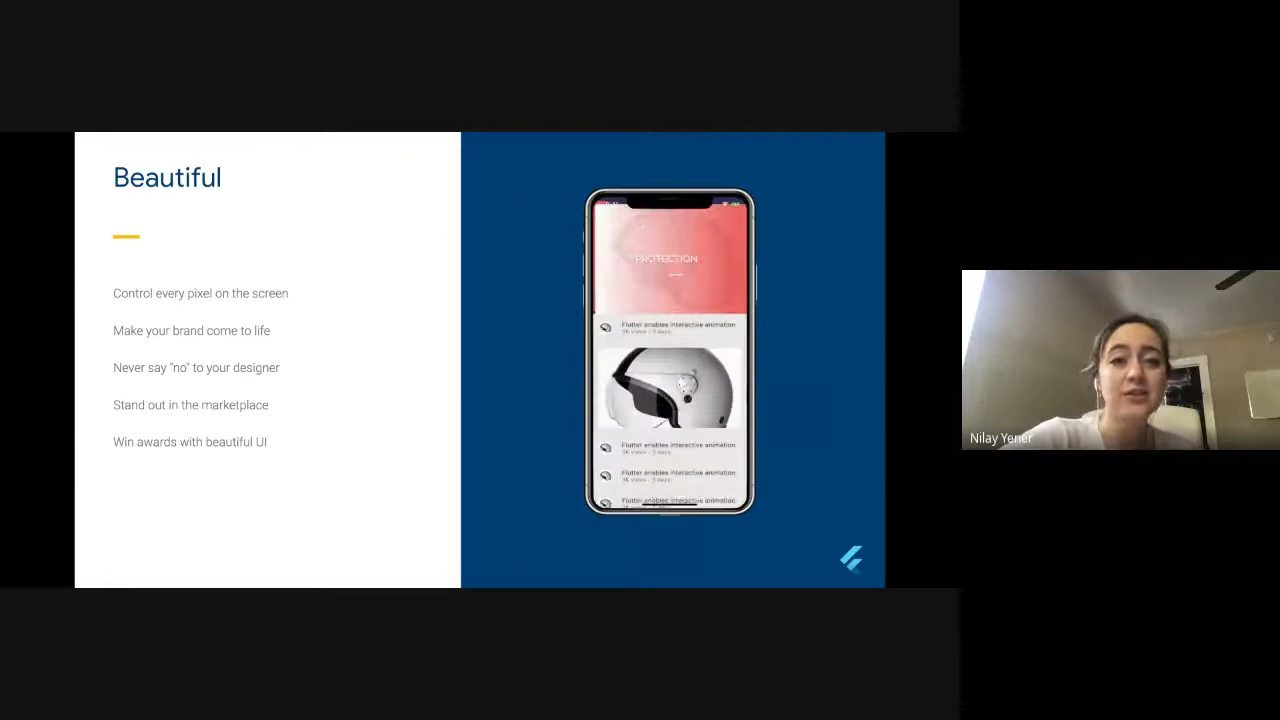 Beautiful
Control every pixel on the screen
Make your brand come to life
Never say "no" to your designer
Stand out in the marketplace
Win awards with beautiful UI
PROTECTION
Flutter enables interactive animation
3K views - 5 days
Flutter enables interactive animation
3K views - 5 days
Flutter enables interactive animation
3K views - 5 days
Flutter enables interactive animation
Nilay Yener